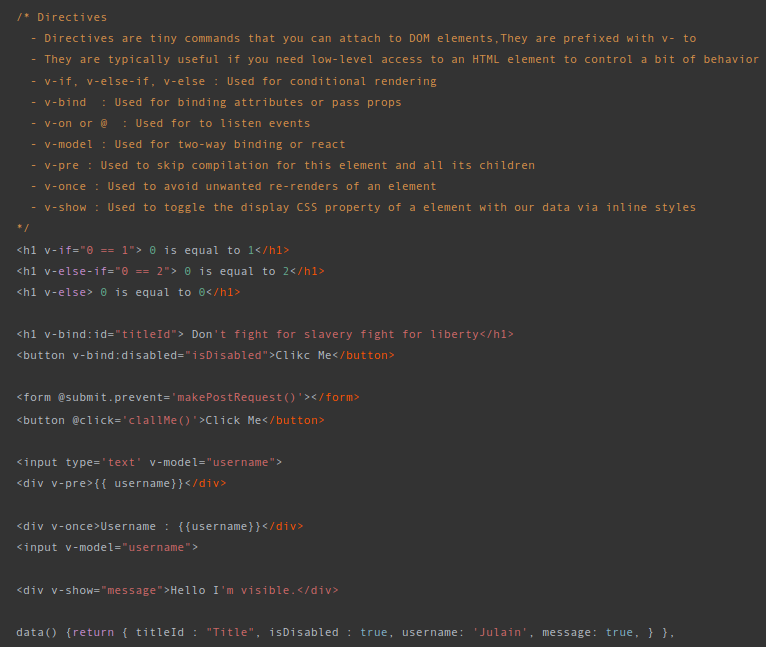 /* Directives
- Directives are tiny commands that you can attach to DOM elements,They are prefixed with v- to
- They are typically useful if you need low-level access to an HTML element to control a bit of behavior
- v-if, v-else-if, v-else : Used for conditional rendering
- v-bind  : Used for binding attributes or pass props
- v-on or @  : Used for to listen events
- v-model : Used for two-way binding or react
- v-pre : Used to skip compilation for this element and all its children
- v-once : Used to avoid unwanted re-renders of an element
- v-show : Used to toggle the display CSS property of a element with our data via inline styles
*/
<h1 v-if="0 == 1"> 0 is equal to 1</h1>
<h1 v-else-if="0 == 2"> 0 is equal to 2</h1>
<h1 v-else> 0 is equal to 0</h1>
<h1 v-bind:id="titleId"> Don't fight for slavery fight for liberty</h1>
<button v-bind:disabled="isDisabled">Clikc Me</button>
<form @submit.prevent='makePostRequest()'></form>
<button @click='clallMe()'>Click Me</button>
<input type='text' v-model="username">
<div v-pre>{{ username}}</div>
<div v-once>Username : {{username}}</div>
<input v-model="username">
<div v-show="message">Hello I'm visible.</div>
data() {return { titleId : "Title", isDisabled : true, username: 'Julain', message: true, } },